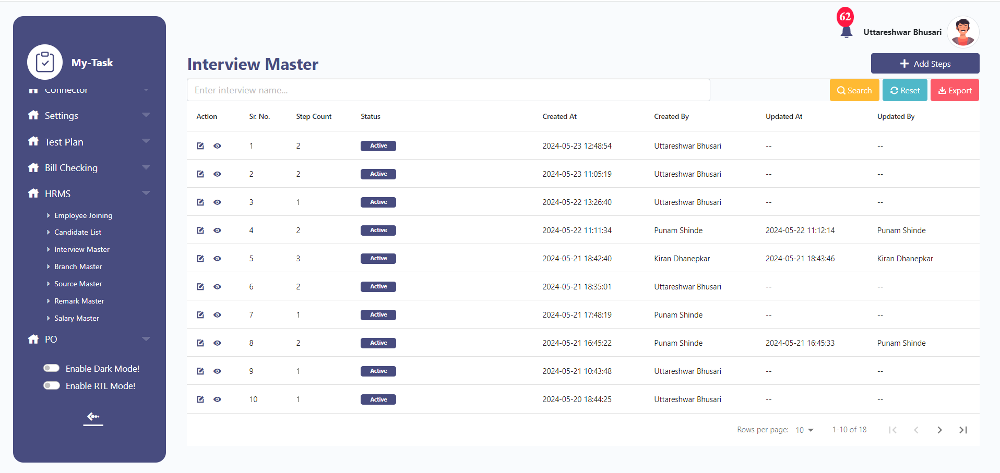 62
Uttareshwar Bhusari
My-Task
Connector
Settings
Test Plan
Bill Checking
HRMS
Employee Joining
Candidate List
Interview Master
Branch Master
Source Master
Remark Master
Salary Master
PO
Enable Dark Mode!
Enable RTL Mode!
Interview Master
Add Steps
Enter interview name...
Search Reset Export
Action Sr. No. Step Count Status Created At Created By Updated At Updated By
1 2 Active 2024-05-23 12:48:54 Uttareshwar Bhusari -- --
2 2 Active 2024-05-23 11:05:19 Uttareshwar Bhusari -- --
3 1 Active 2024-05-22 13:26:40 Uttareshwar Bhusari -- --
4 2 Active 2024-05-22 11:11:34 Punam Shinde 2024-05-22 11:12:14 Punam Shinde
5 3 Active 2024-05-21 18:42:40 Kiran Dhanepkar 2024-05-21 18:43:46 Kiran Dhanepkar
6 2 Active 2024-05-21 18:35:01 Uttareshwar Bhusari -- --
7 1 Active 2024-05-21 17:48:19 Punam Shinde -- --
8 2 Active 2024-05-21 16:45:22 Punam Shinde 2024-05-21 16:45:33 Punam Shinde
9 1 Active 2024-05-21 10:43:48 Uttareshwar Bhusari -- --
10 1 Active 2024-05-20 18:44:25 Uttareshwar Bhusari -- --
Rows per page: 10 1-10 of 18